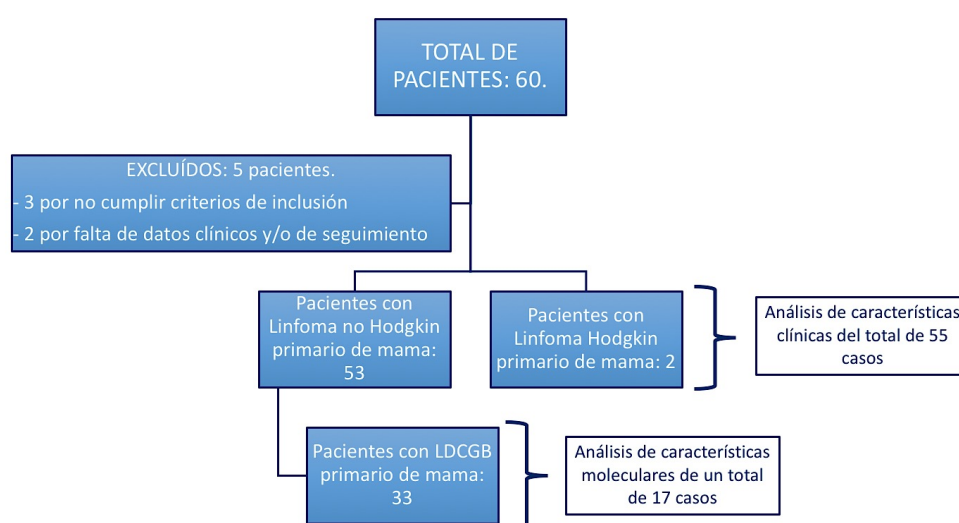 TOTAL DE
PACIENTES: 60.
EXCLUÍDOS: 5 pacientes.
- 3 por no cumplir criterios de inclusión
- 2 por falta de datos clínicos y/o de seguimiento
Pacientes con
Linfoma no Hodgkin
primario de mama:
53
Pacientes con
Linfoma Hodgkin
primario de mama: 2
Análisis de características
clínicas del total de 55
casos
Pacientes con LDCGB
primario de mama:
33
Análisis de características
moleculares de un total
de 17 casos